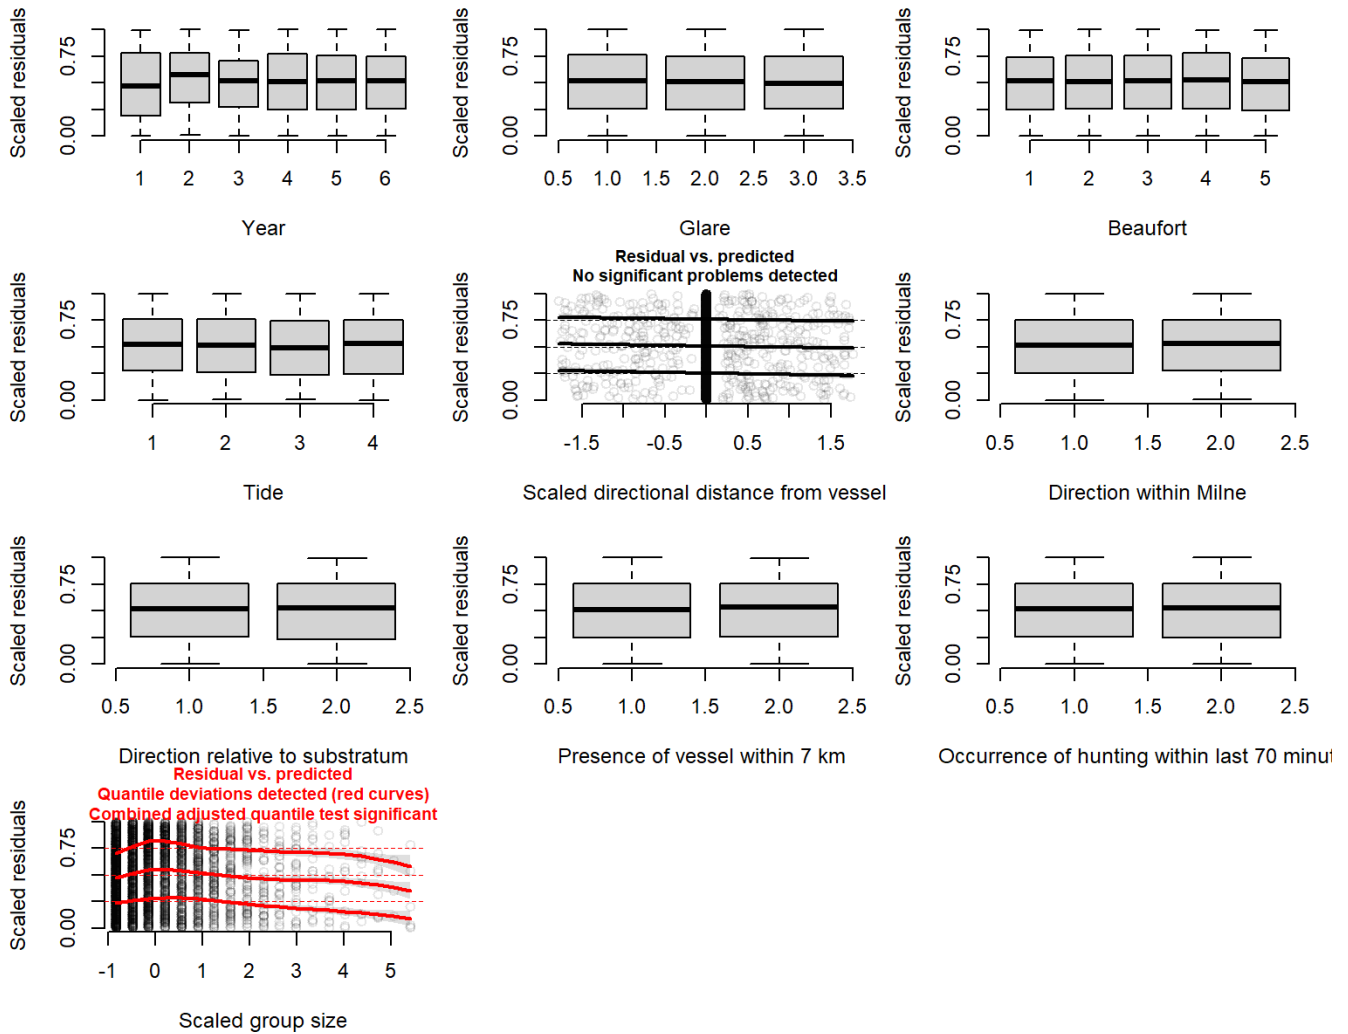 Scaled residuals
0.75
0.00
1 2 3 4 5 6
Year
Scaled residuals
0.75
0.00
0.5 1.0 1.5 2.0 2.5 3.0 3.5
Glare
Scaled residuals
0.75
0.00
1 2 3 4 5
Beaufort
Scaled residuals
0.75
0.00
1 2 3 4
Tide
Residual vs. predicted
No significant problems detected
Scaled residuals
0.75
0.00
-1.5 -0.5 0.5 1.5
Scaled directional distance from vessel
Scaled residuals
0.75
0.00
0.5 1.0 1.5 2.0 2.5
Direction within Milne
Scaled residuals
0.75
0.00
0.5 1.0 1.5 2.0 2.5
Direction relative to substratum
Scaled residuals
0.75
0.00
0.5 1.0 1.5 2.0 2.5
Presence of vessel within 7 km
Scaled residuals
0.75
0.00
0.5 1.0 1.5 2.0 2.5
Occurrence of hunting within last 70 minut
Residual vs. predicted
Quantile deviations detected (red curves)
Combined adjusted quantile test significant
Scaled residuals
0.75
0.00
-1 0 1 2 3 4 5
Scaled group size